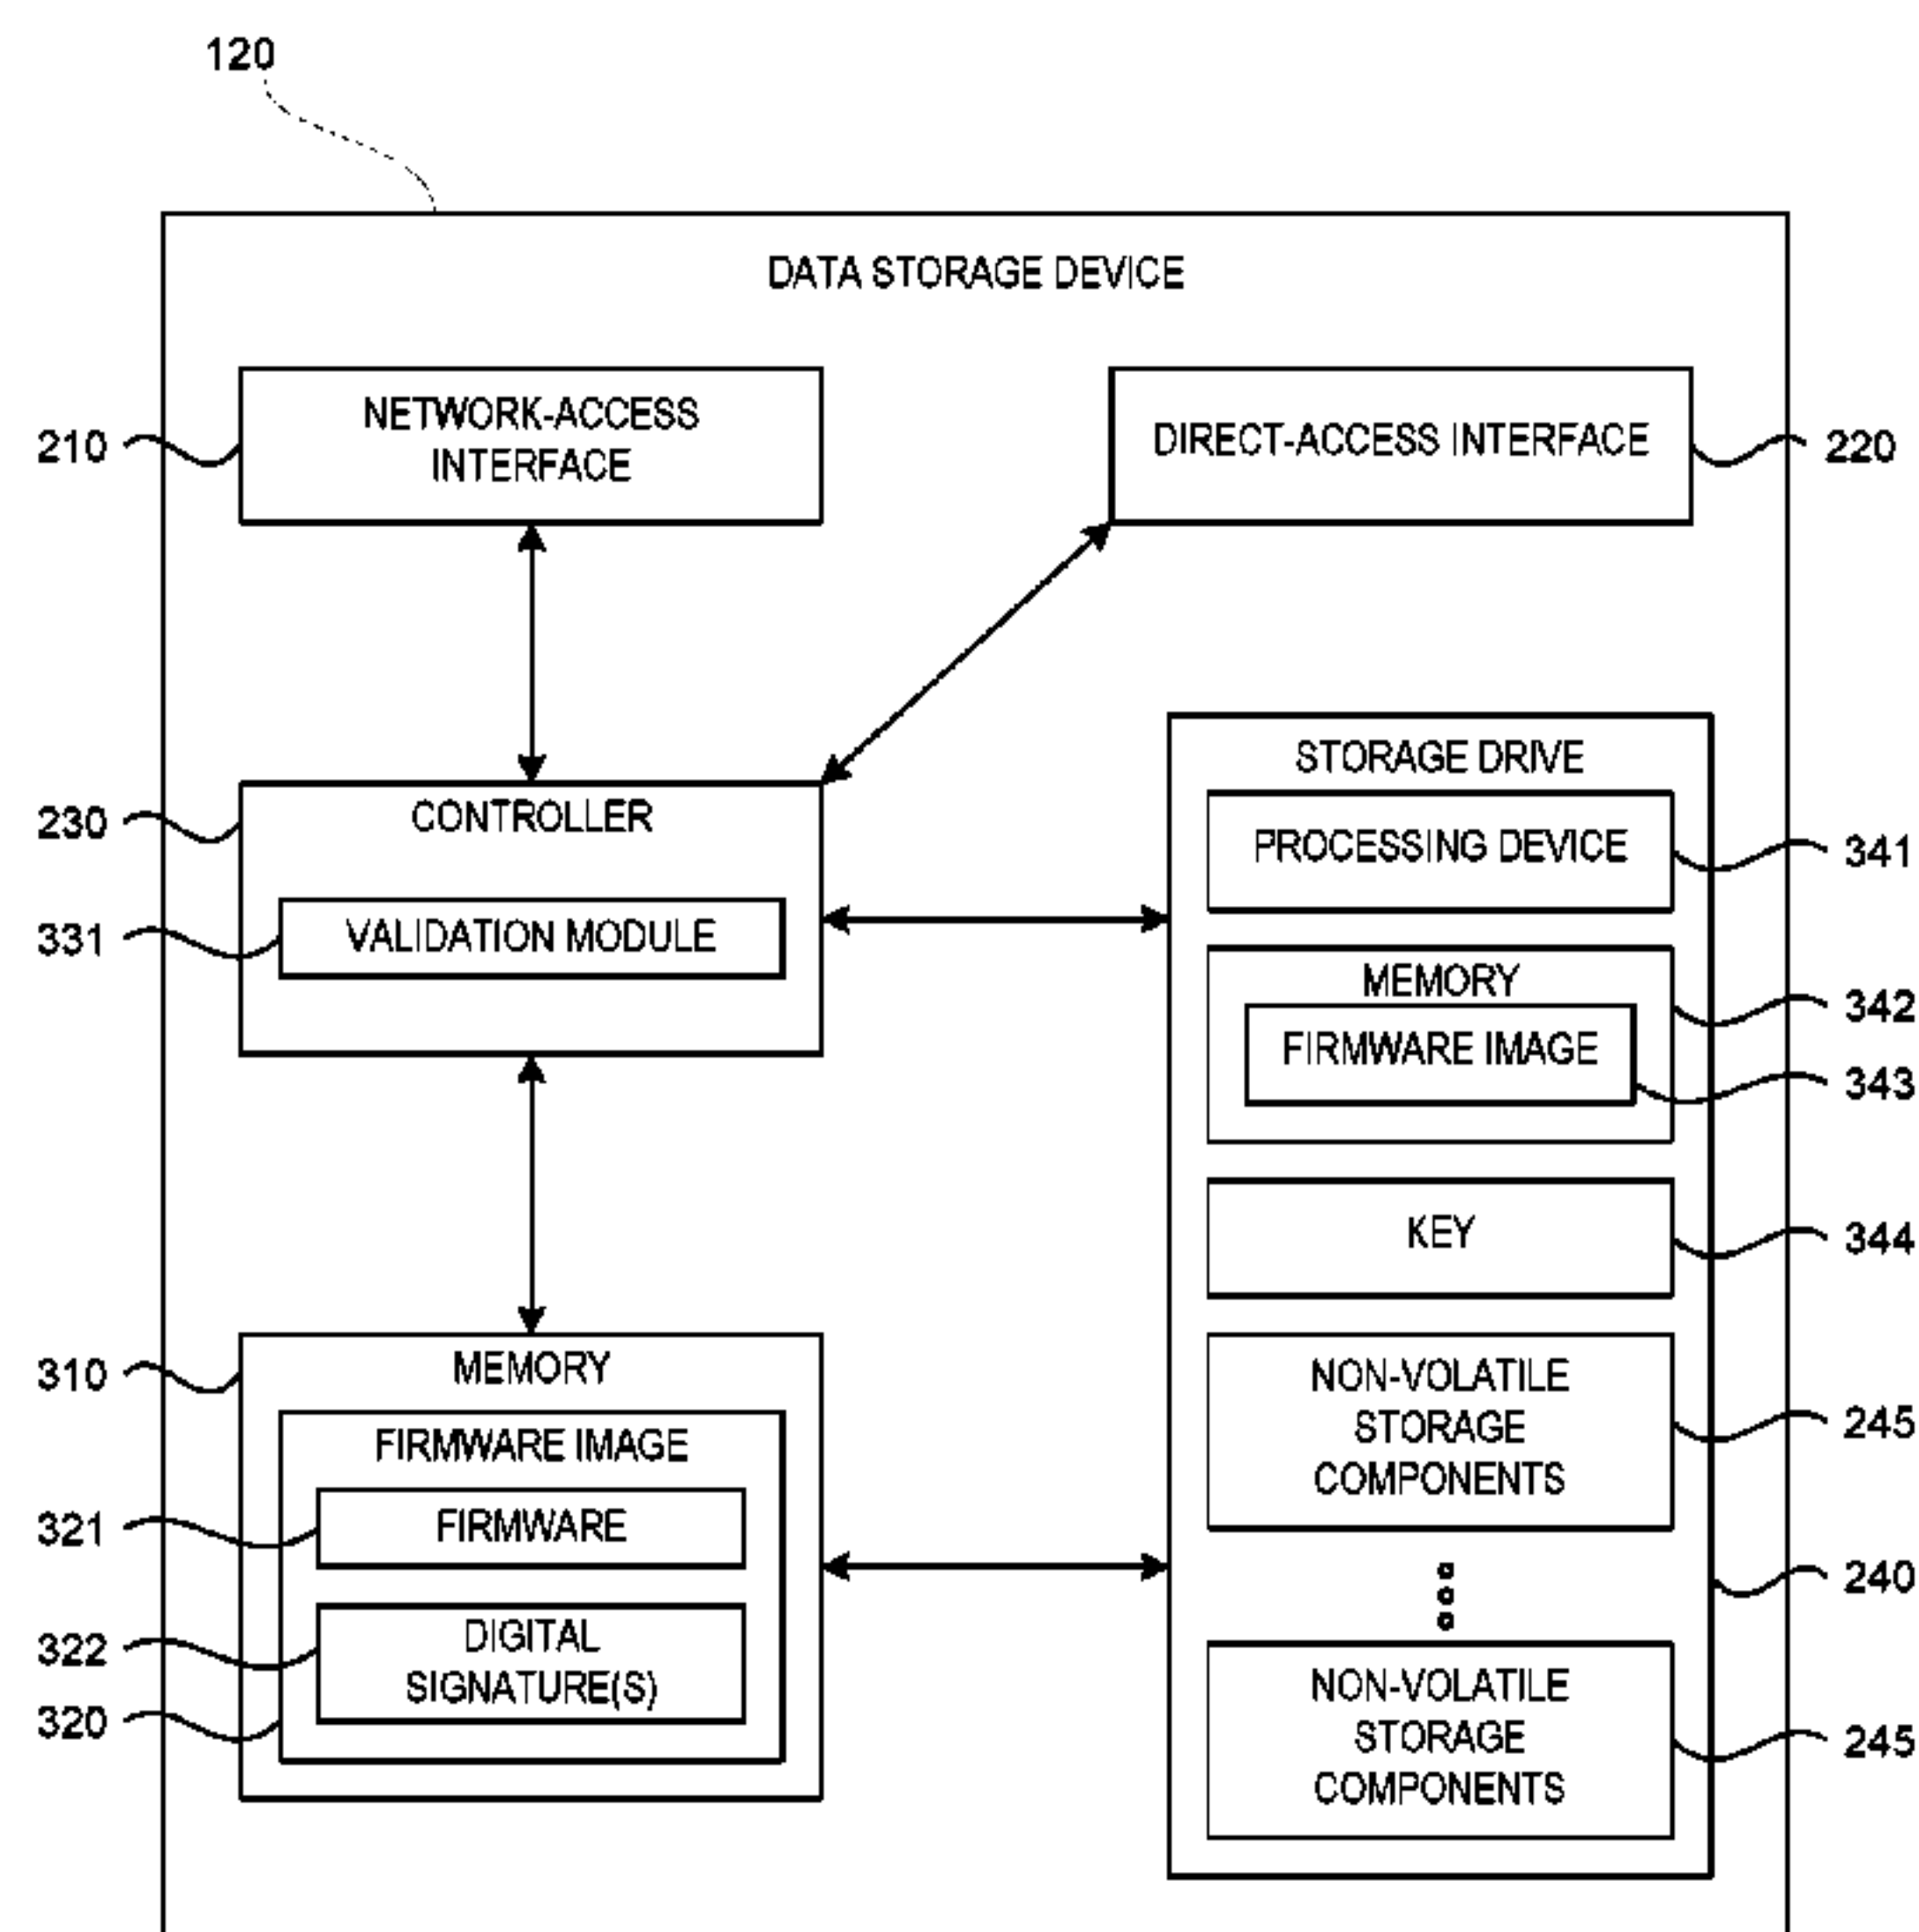 120
DATA STORAGE DEVICE
NETWORK-ACCESS
INTERFACE
210
DIRECT-ACCESS INTERFACE
220
STORAGE DRIVE
CONTROLLER
230
PROCESSING DEVICE
341
VALIDATION MODULE
331
MEMORY
342
FIRMWARE IMAGE
343
KEY
344
MEMORY
310
NON-VOLATILE
STORAGE
COMPONENTS
245
FIRMWARE IMAGE
FIRMWARE
321
240
DIGITAL
SIGNATURE(S)
322
320
NON-VOLATILE
STORAGE
COMPONENTS
245